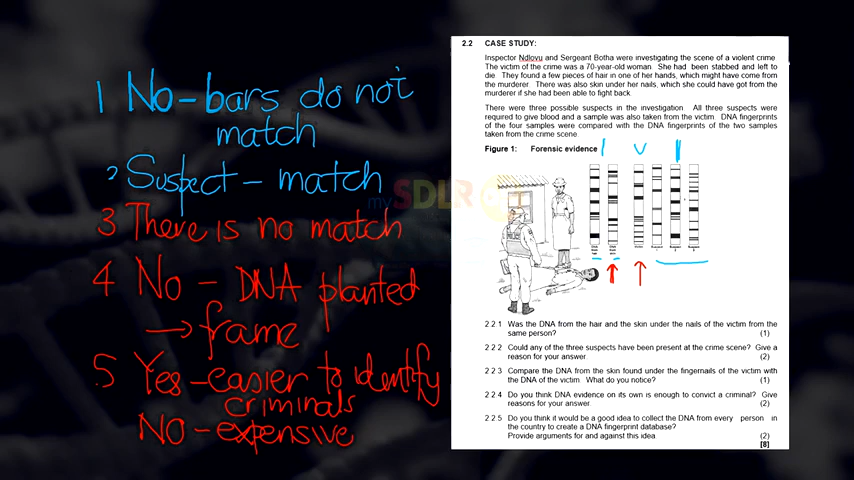 1 No – bars do not
match
2 Suspect – match
3 There is no match
4 No – DNA planted
→ frame
5 Yes – easier to identify
criminals
NO – expensive
mySDLR
2.2 CASE STUDY:
Inspector Ndlovu and Sergeant Botha were investigating the scene of a violent crime
The victim of the crime was a 70-year-old woman She had been stabbed and left to
die They found a few pieces of hair in one of her hands, which might have come from
the murderer There was also skin under her nails, which she could have got from the
murderer if she had been able to fight back
There were three possible suspects in the investigation All three suspects were
required to give blood and a sample was also taken from the victim. DNA fingerprints
of the four samples were compared with the DNA fingerprints of the two samples
taken from the crime scene.
Figure 1: Forensic evidence
V
2 2 1 Was the DNA from the hair and the skin under the nails of the victim from the
same person? (1)
2 2 2 Could any of the three suspects have been present at the crime scene? Give a
reason for your answer (2)
2 2 3 Compare the DNA from the skin found under the fingernails of the victim with
the DNA of the victim What do you notice? (1)
2 2 4 Do you think DNA evidence on its own is enough to convict a criminal? Give
reasons for your answer. (2)
2 2 5 Do you think it would be a good idea to collect the DNA from every person in
the country to create a DNA fingerprint database?
Provide arguments for and against this idea (2)
[8]